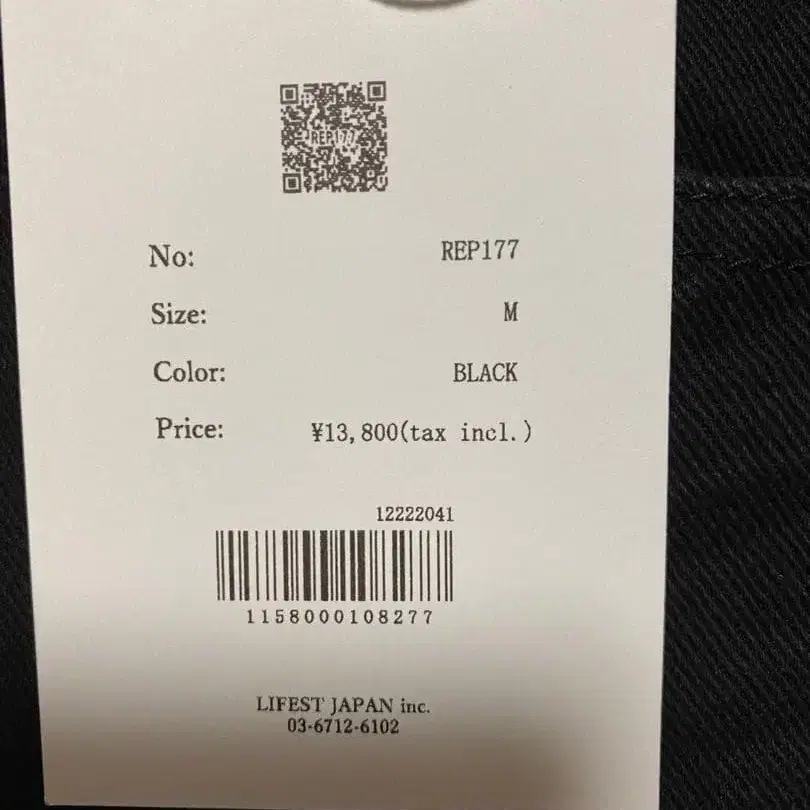 REP177
No: REP177
Size: M
Color: BLACK
Price: ¥13,800(tax incl.)
12222041
1158000108277
LIFEST JAPAN inc.
03-6712-6102